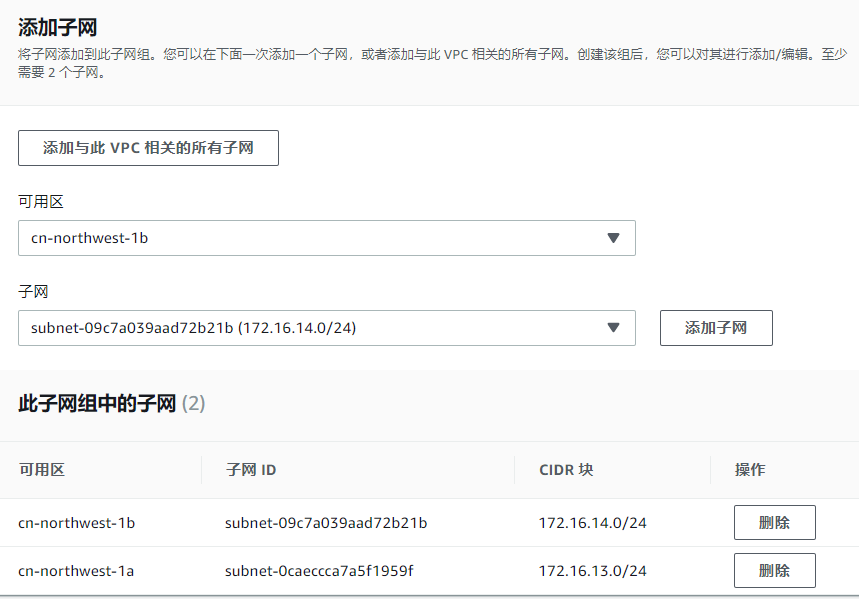 添加子网
将子网添加到此子网组。您可以在下面一次添加一个子网，或者添加与此 VPC 相关的所有子网。创建该组后，您可以对其进行添加/编辑。至少
需要 2 个子网。
添加与此 VPC 相关的所有子网
可用区
cn-northwest-1b
子网
subnet-09c7a039aad72b21b (172.16.14.0/24)
添加子网
此子网组中的子网 (2)
可用区 子网 ID CIDR 块 操作
cn-northwest-1b subnet-09c7a039aad72b21b 172.16.14.0/24 删除
cn-northwest-1a subnet-0caeccca7a5f1959f 172.16.13.0/24 删除